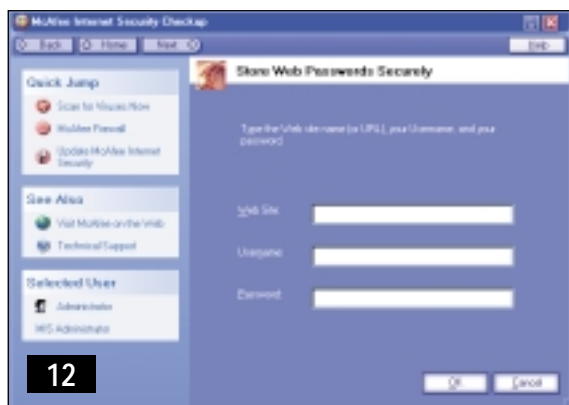 McAfee Internet Security Checkup
Back Home Next
Help
Quick Jump
Scan for Viruses Now
McAfee Firewall
Update McAfee Internet
Security
See Also
Visit McAfee on the Web
Technical Support
Selected User
Administrator
MIS Administrator
Store Web Passwords Securely
Type the Web site name (or URL), your Username, and your
password
Web Site:
Username:
Password:
OK Cancel
12